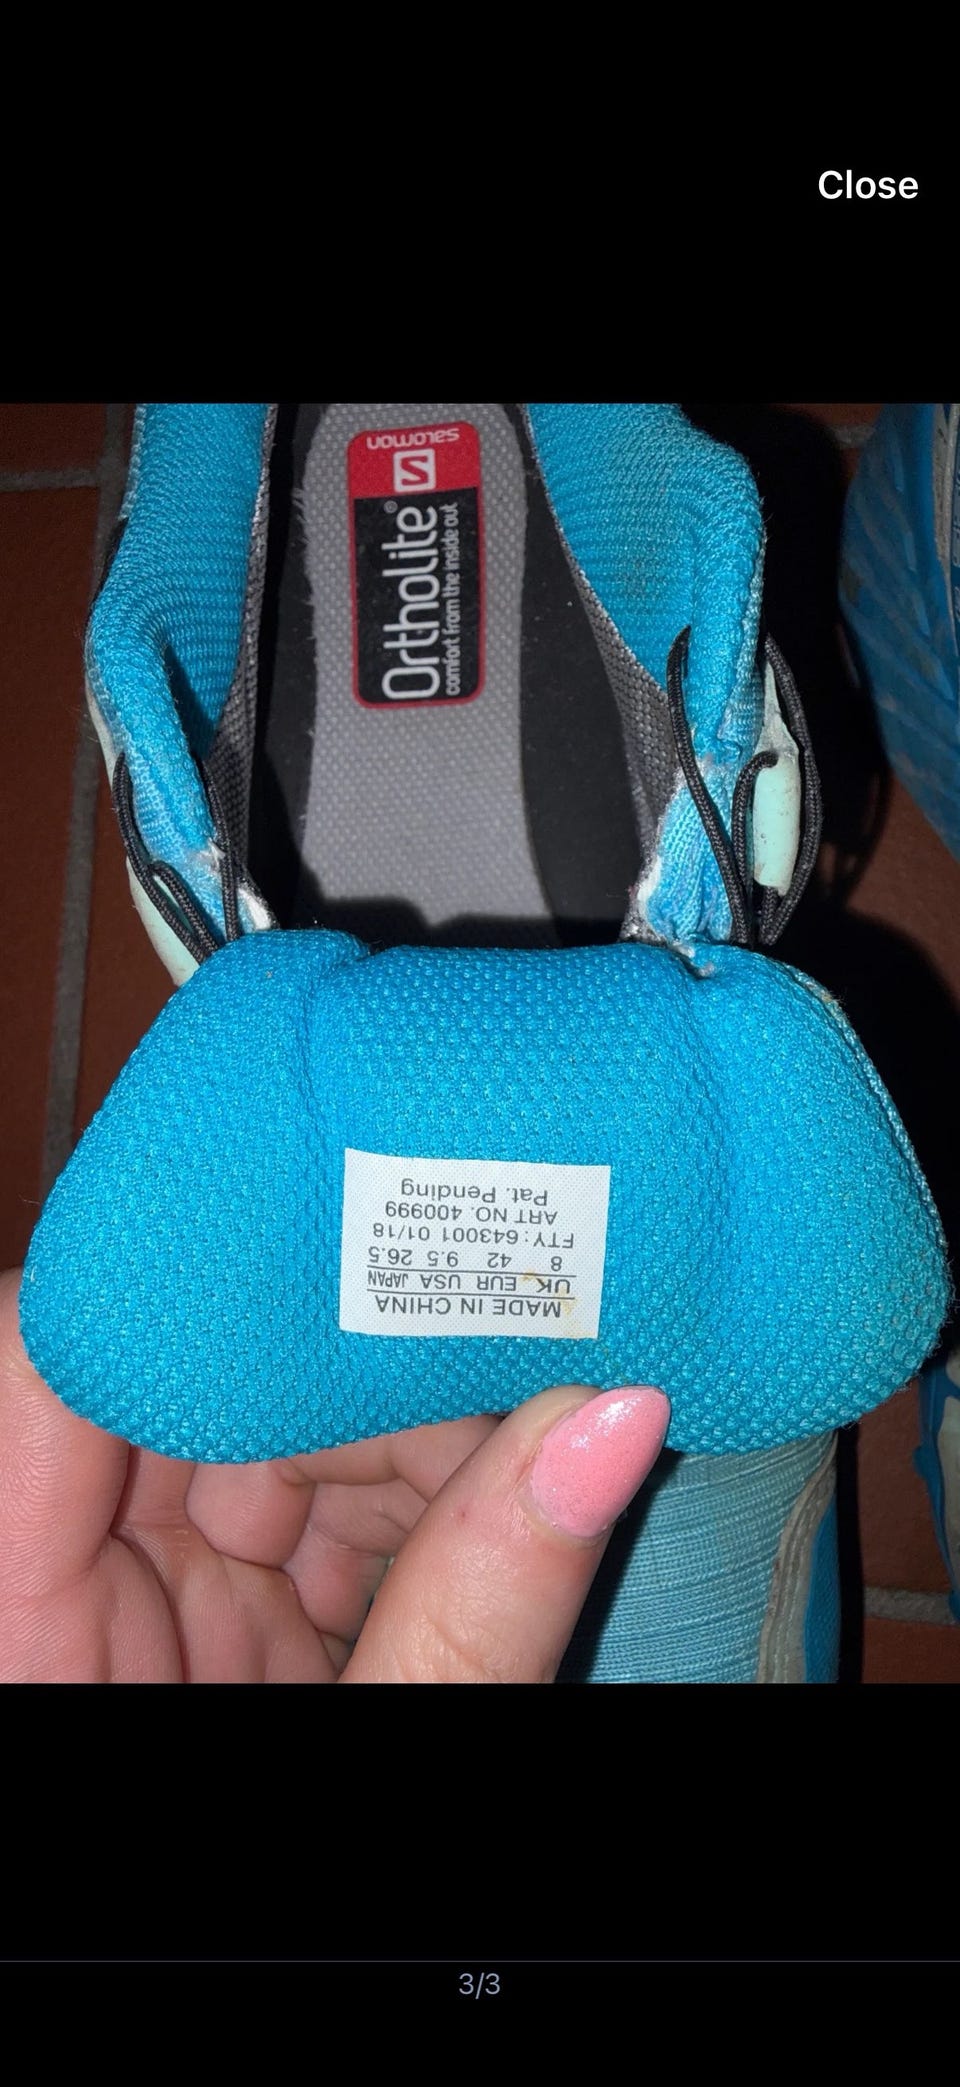 Close
salomon
Ortholite®
comfort from the inside out
MADE IN CHINA
UK EUR USA JAPAN
8 42 9.5 26.5
FTY:643001 01/18
ART NO. 400999
Pat. Pending
3/3